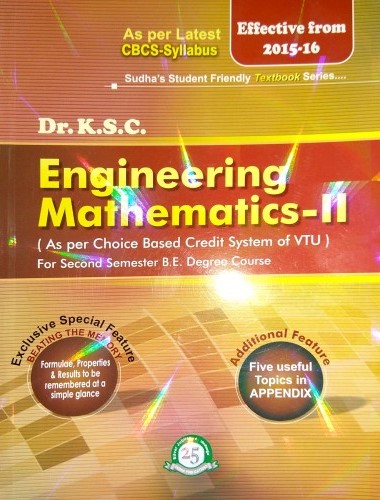 As per Latest
CBCS-Syllabus
Effective from
2015-16
Sudha's Student Friendly Textbook Series....
Dr. K.S.C.
Engineering
Mathematics-II
( As per Choice Based Credit System of VTU )
For Second Semester B.E. Degree Course
Exclusive Special Feature
BEATING THE MEMORY
Formulae, Properties
& Results to be
remembered at a
simple glance
Additional Feature
Five useful
Topics in
APPENDIX
25